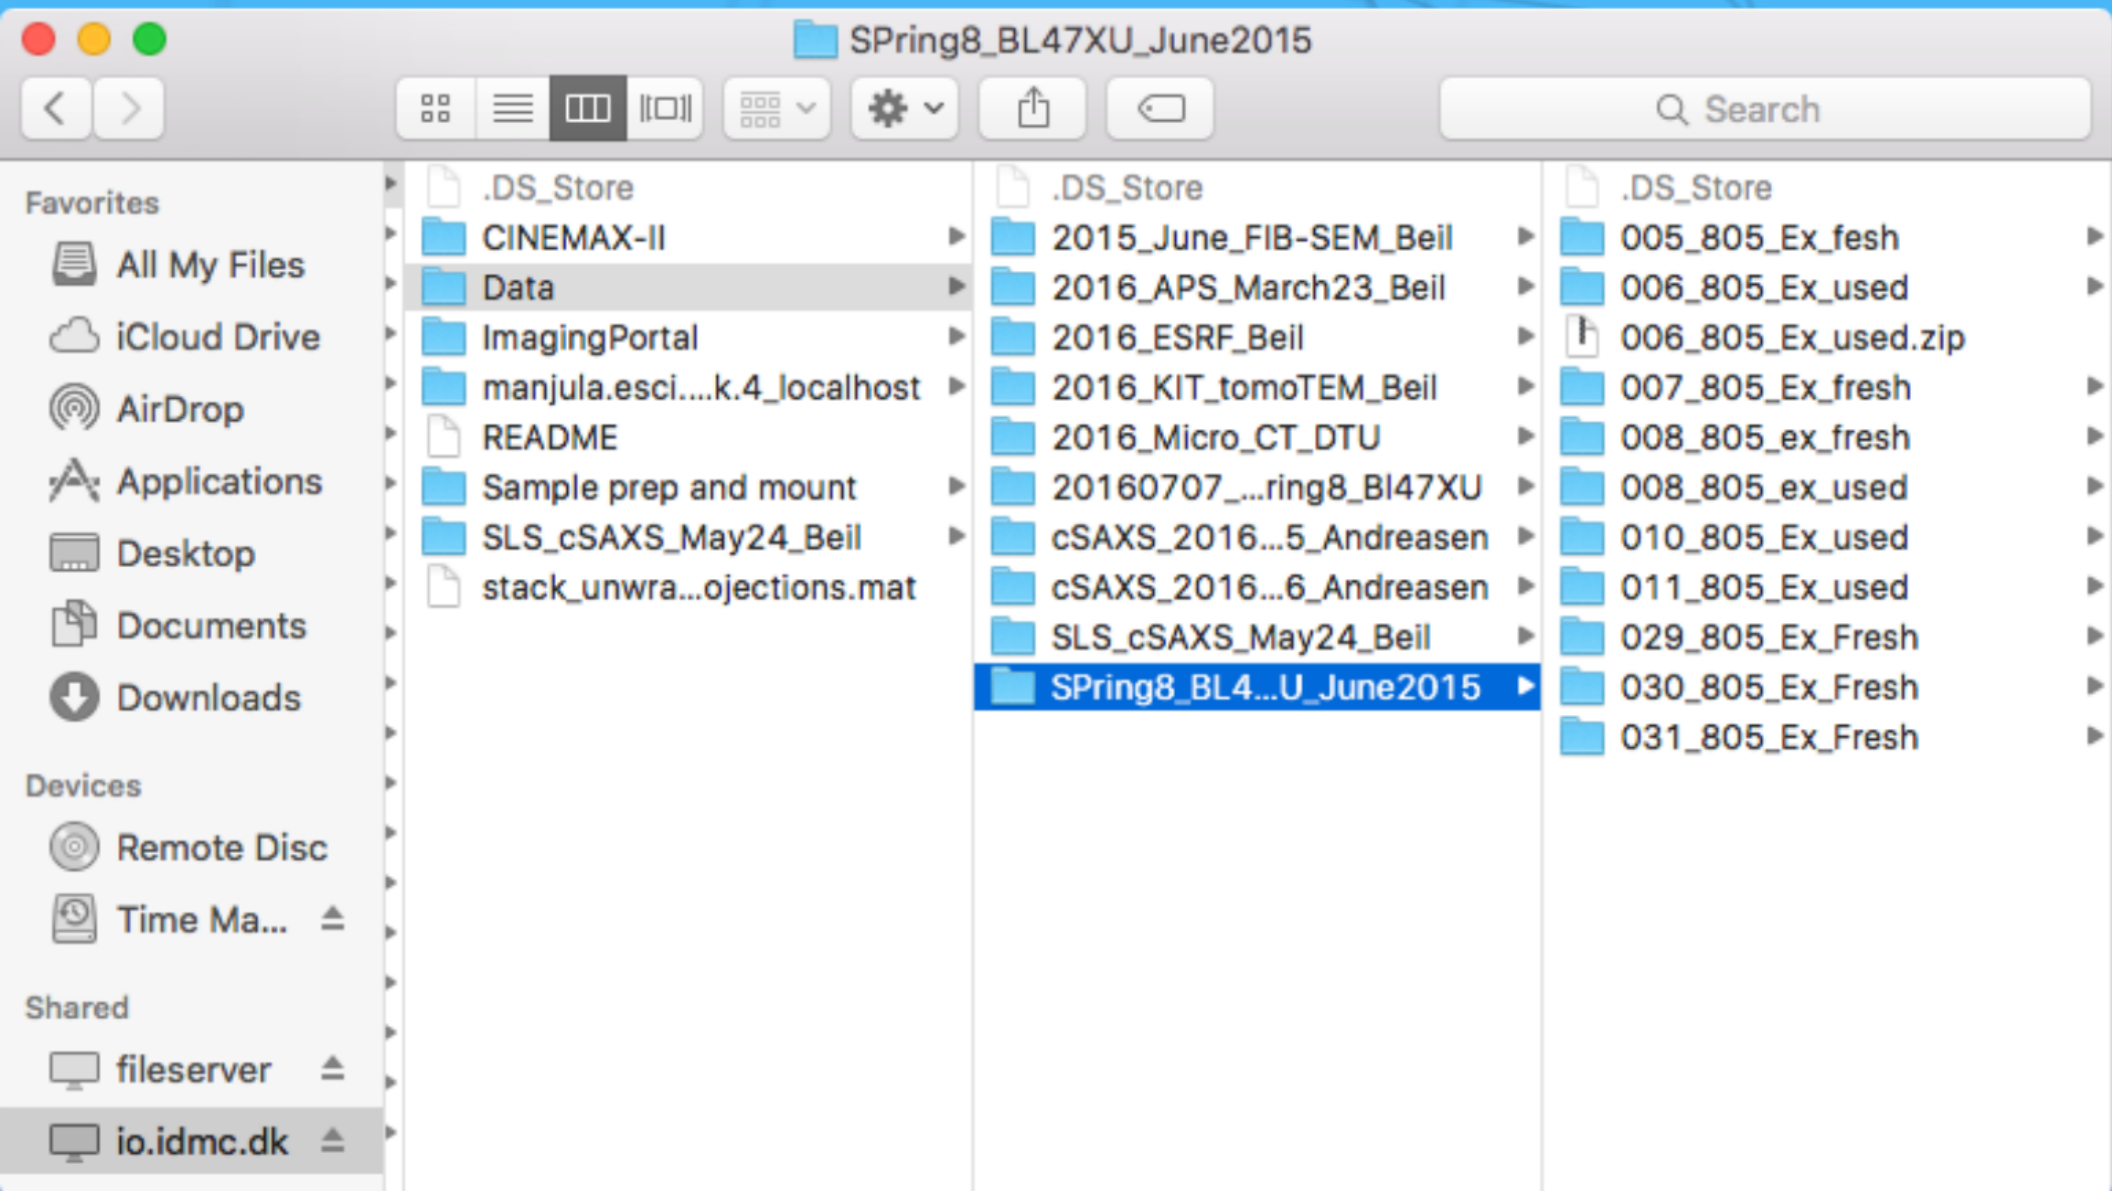 SPring8_BL47XU_June2015
Search
Favorites
All My Files
iCloud Drive
AirDrop
Applications
Desktop
Documents
Downloads
Devices
Remote Disc
Time Ma...
Shared
fileserver
io.idmc.dk
.DS_Store
CINEMAX-II
Data
ImagingPortal
manjula.esci....k.4_localhost
README
Sample prep and mount
SLS_cSAXS_May24_Beil
stack_unwra...ojections.mat
.DS_Store
2015_June_FIB-SEM_Beil
2016_APS_March23_Beil
2016_ESRF_Beil
2016_KIT_tomoTEM_Beil
2016_Micro_CT_DTU
20160707_...ring8_Bl47XU
cSAXS_2016...5_Andreasen
cSAXS_2016...6_Andreasen
SLS_cSAXS_May24_Beil
SPring8_BL4...U_June2015
.DS_Store
005_805_Ex_fesh
006_805_Ex_used
006_805_Ex_used.zip
007_805_Ex_fresh
008_805_ex_fresh
008_805_ex_used
010_805_Ex_used
011_805_Ex_used
029_805_Ex_Fresh
030_805_Ex_Fresh
031_805_Ex_Fresh